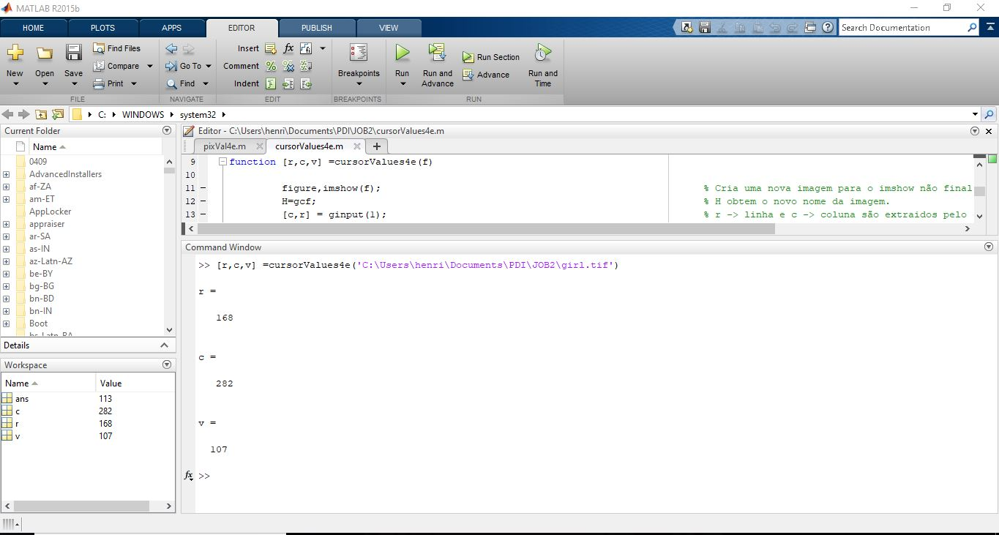 MATLAB R2015b
HOME PLOTS APPS EDITOR PUBLISH VIEW
Search Documentation
New
Open
Save
Find Files
Compare
Print
FILE
Go To
Find
NAVIGATE
Insert fx
Comment
Indent
EDIT
Breakpoints
BREAKPOINTS
Run
Run and Advance
Run Section
Advance
Run and Time
RUN
C: WINDOWS system32
Current Folder
Name
0409
AdvancedInstallers
af-ZA
am-ET
AppLocker
appraiser
ar-SA
as-IN
az-Latn-AZ
be-BY
bg-BG
bn-BD
bn-IN
Boot
bs-Latn-BA
Details
Workspace
Name Value
ans 113
c 282
r 168
v 107
Editor - C:\Users\henri\Documents\PDI\JOB2\cursorValues4e.m
pixVal4e.m cursorValues4e.m +
9 function [r,c,v] =cursorValues4e(f)
10
11 - figure,imshow(f); % Cria uma nova imagem para o imshow não final
12 - H=gcf; % H obtem o novo nome da imagem.
13 - [c,r] = ginput(1); % r -> linha e c -> coluna são extraidos pelo
Command Window
>> [r,c,v] =cursorValues4e('C:\Users\henri\Documents\PDI\JOB2\girl.tif')
r =
168
c =
282
v =
107
fx >>